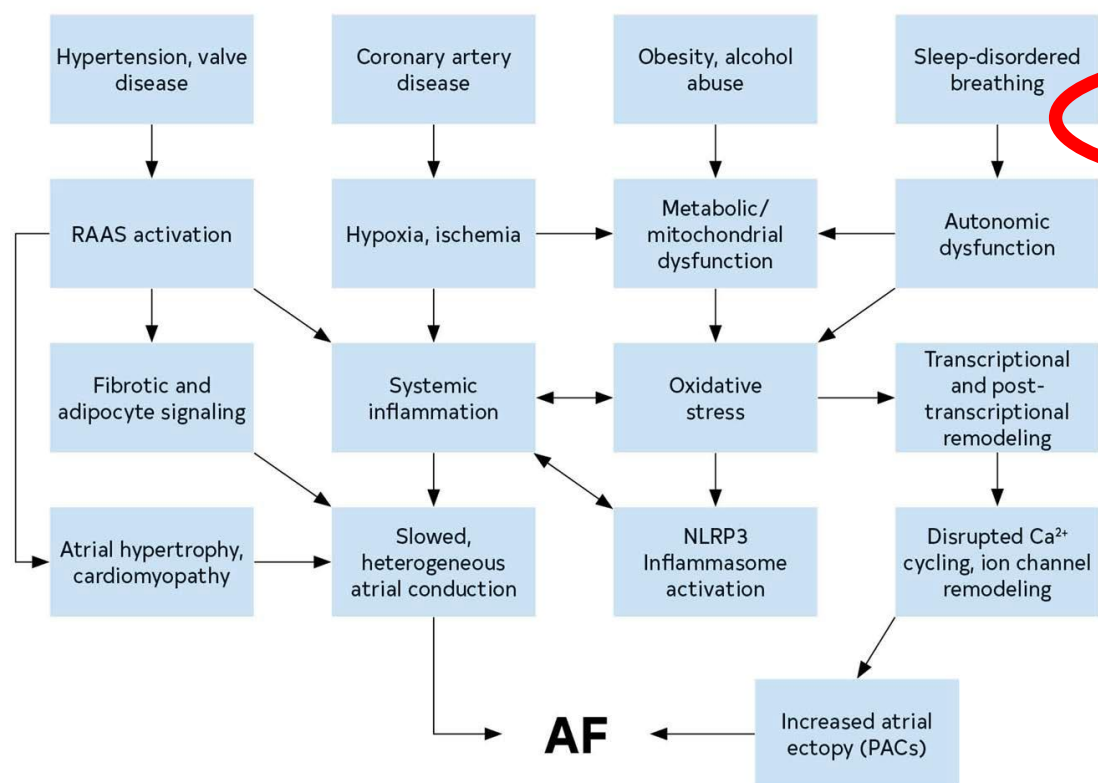 Hypertension, valve
disease
Coronary artery
disease
Obesity, alcohol
abuse
Sleep-disordered
breathing
RAAS activation
Hypoxia, ischemia
Metabolic/
mitochondrial
dysfunction
Autonomic
dysfunction
Fibrotic and
adipocyte signaling
Systemic
inflammation
Oxidative
stress
Transcriptional
and post-
transcriptional
remodeling
Atrial hypertrophy,
cardiomyopathy
Slowed,
heterogeneous
atrial conduction
NLRP3
Inflammasome
activation
Disrupted Ca²⁺
cycling, ion channel
remodeling
AF
Increased atrial
ectopy (PACs)